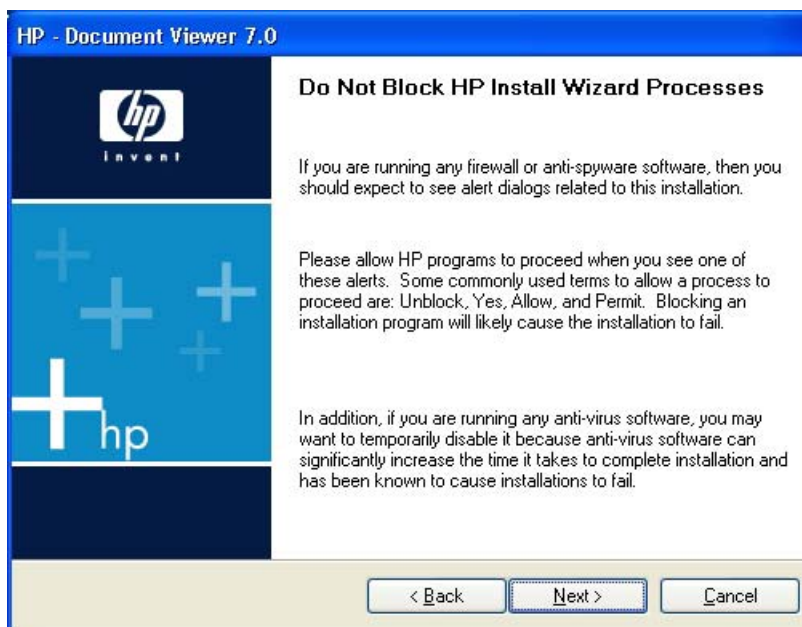 HP - Document Viewer 7.0
hp
invent
Do Not Block HP Install Wizard Processes
If you are running any firewall or anti-spyware software, then you
should expect to see alert dialogs related to this installation.
Please allow HP programs to proceed when you see one of
these alerts.  Some commonly used terms to allow a process to
proceed are: Unblock, Yes, Allow, and Permit.  Blocking an
installation program will likely cause the installation to fail.
In addition, if you are running any anti-virus software, you may
want to temporarily disable it because anti-virus software can
significantly increase the time it takes to complete installation and
has been known to cause installations to fail.
hp
< Back
Next >
Cancel